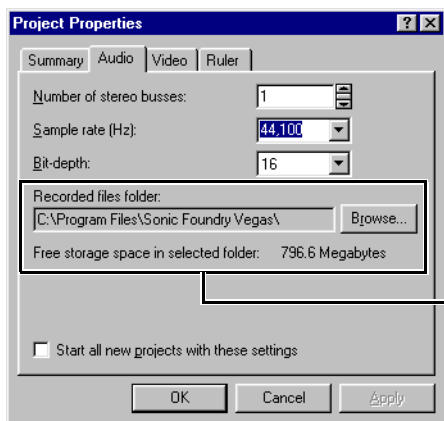 Project Properties
Summary Audio Video Ruler
Number of stereo busses: 1
Sample rate (Hz): 44,100
Bit-depth: 16
Recorded files folder:
C:\Program Files\Sonic Foundry Vegas\ Browse...
Free storage space in selected folder: 796.6 Megabytes
Start all new projects with these settings
OK Cancel Apply